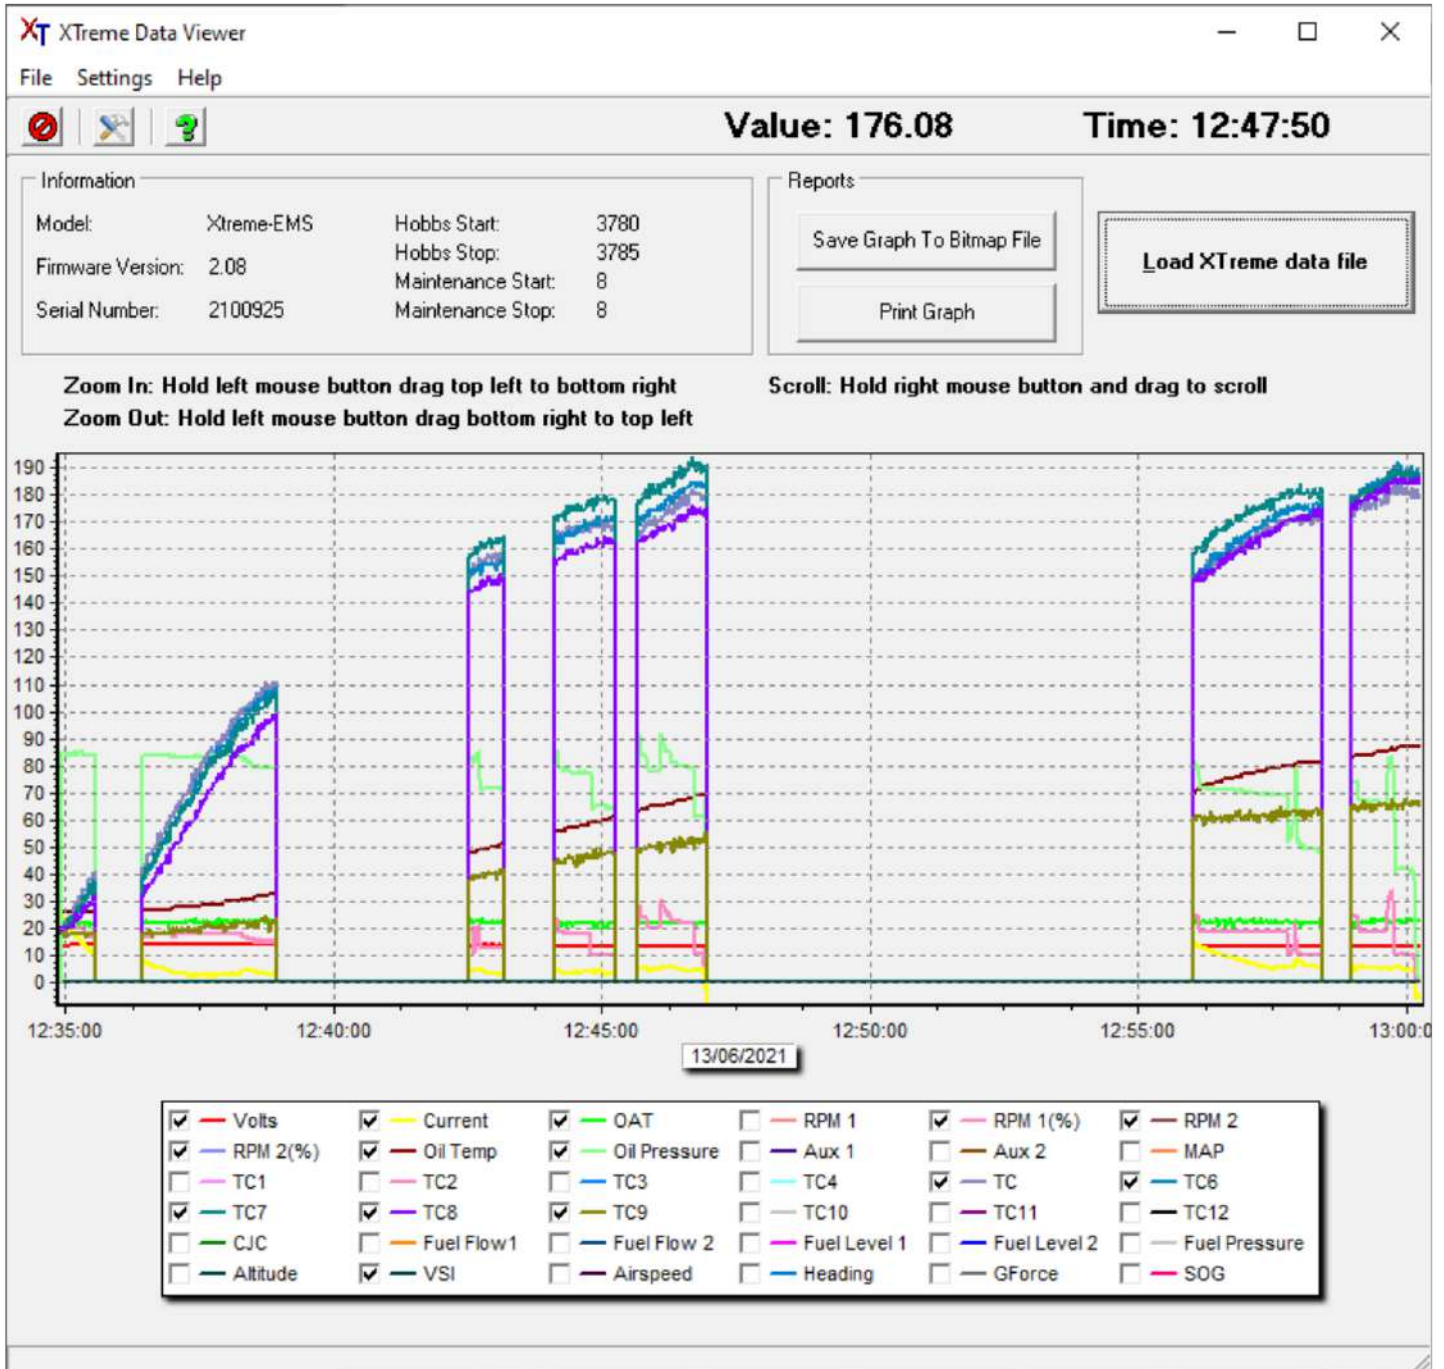 XT XTreme Data Viewer
File Settings Help
Value: 176.08 Time: 12:47:50
Information
Model: Xtreme-EMS Hobbs Start: 3780
Hobbs Stop: 3785
Firmware Version: 2.08 Maintenance Start: 8
Serial Number: 2100925 Maintenance Stop: 8
Reports
Save Graph To Bitmap File
Print Graph
Load XTreme data file
Zoom In: Hold left mouse button drag top left to bottom right
Zoom Out: Hold left mouse button drag bottom right to top left
Scroll: Hold right mouse button and drag to scroll
190
180
170
160
150
140
130
120
110
100
90
80
70
60
50
40
30
20
10
0
12:35:00 12:40:00 12:45:00 12:50:00 12:55:00 13:00:0
13/06/2021
Volts Current OAT RPM 1 RPM 1(%) RPM 2
RPM 2(%) Oil Temp Oil Pressure Aux 1 Aux 2 MAP
TC1 TC2 TC3 TC4 TC TC6
TC7 TC8 TC9 TC10 TC11 TC12
CJC Fuel Flow1 Fuel Flow 2 Fuel Level 1 Fuel Level 2 Fuel Pressure
Altitude VSI Airspeed Heading GForce SOG